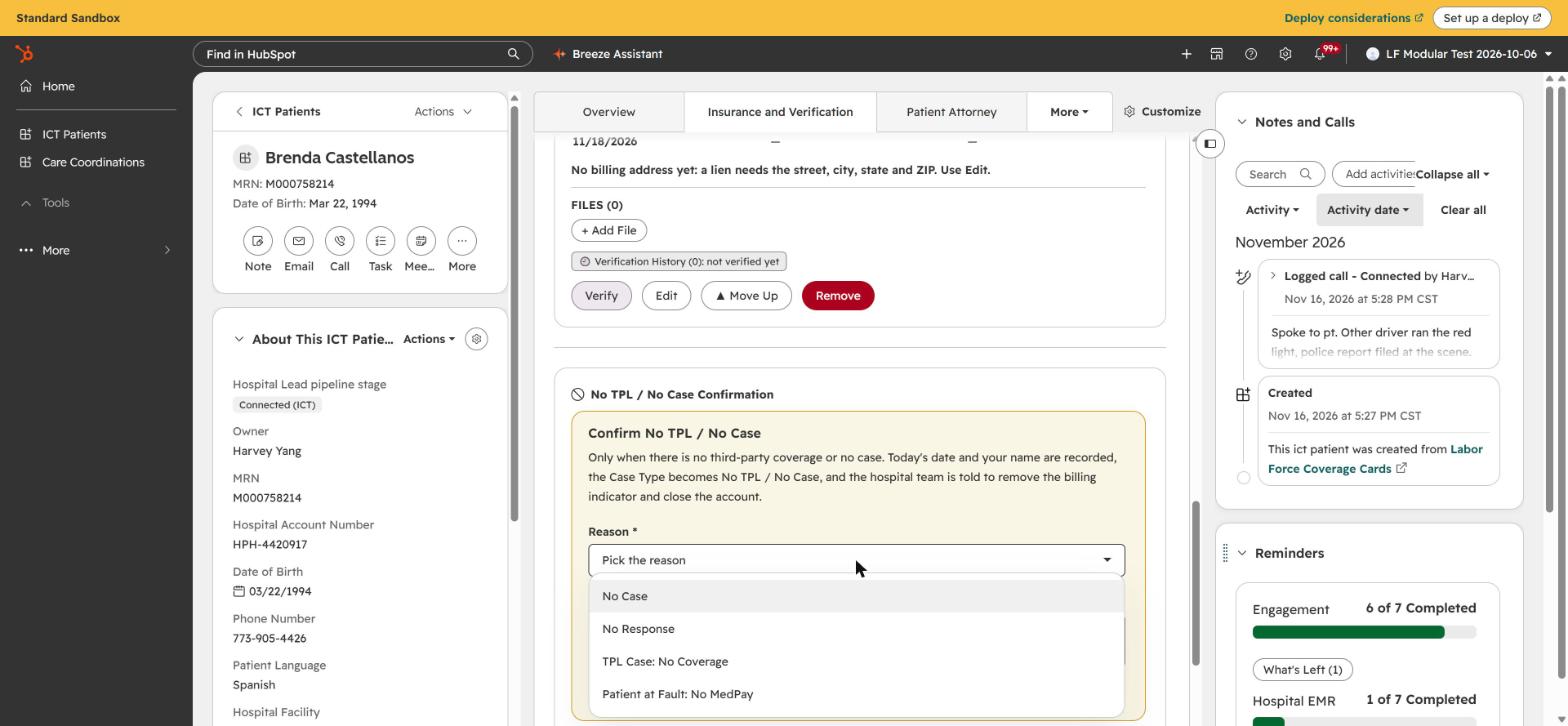 Standard Sandbox
Deploy considerations
Set up a deploy
Find in HubSpot
Breeze Assistant
99+
LF Modular Test 2026-10-06
Home
ICT Patients
Care Coordinations
Tools
More
ICT Patients
Actions
Brenda Castellanos
MRN: M000758214
Date of Birth: Mar 22, 1994
Note
Email
Call
Task
Mee...
More
About This ICT Patie...
Actions
Hospital Lead pipeline stage
Connected (ICT)
Owner
Harvey Yang
MRN
M000758214
Hospital Account Number
HPH-4420917
Date of Birth
03/22/1994
Phone Number
773-905-4426
Patient Language
Spanish
Hospital Facility
Overview
Insurance and Verification
Patient Attorney
More
Customize
11/18/2026
—
—
No billing address yet: a lien needs the street, city, state and ZIP. Use Edit.
FILES (0)
+ Add File
Verification History (0): not verified yet
Verify
Edit
▲ Move Up
Remove
No TPL / No Case Confirmation
Confirm No TPL / No Case
Only when there is no third-party coverage or no case. Today's date and your name are recorded,
the Case Type becomes No TPL / No Case, and the hospital team is told to remove the billing
indicator and close the account.
Reason *
Pick the reason
No Case
No Response
TPL Case: No Coverage
Patient at Fault: No MedPay
Notes and Calls
Search
Add activitie
Collapse all
Activity
Activity date
Clear all
November 2026
Logged call - Connected by Harv...
Nov 16, 2026 at 5:28 PM CST
Spoke to pt. Other driver ran the red
light, police report filed at the scene.
Created
Nov 16, 2026 at 5:27 PM CST
This ict patient was created from Labor
Force Coverage Cards
Reminders
Engagement
6 of 7 Completed
What's Left (1)
Hospital EMR
1 of 7 Completed